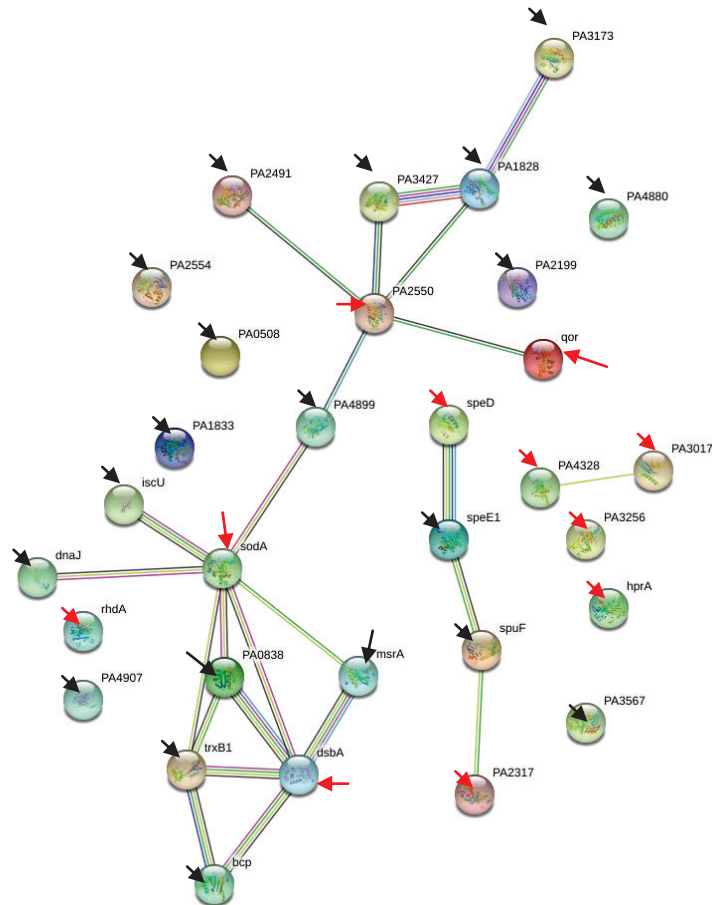 PA3173
PA2491
PA3427
PA1828
PA4880
PA2554
PA2199
PA2550
PA0508
qor
PA4899
speD
PA1833
PA4328
PA3017
iscU
speE1
PA3256
dnaJ
sodA
rhdA
hprA
PA0838
msrA
spuF
PA4907
PA3567
trxB1
dsbA
PA2317
bcp